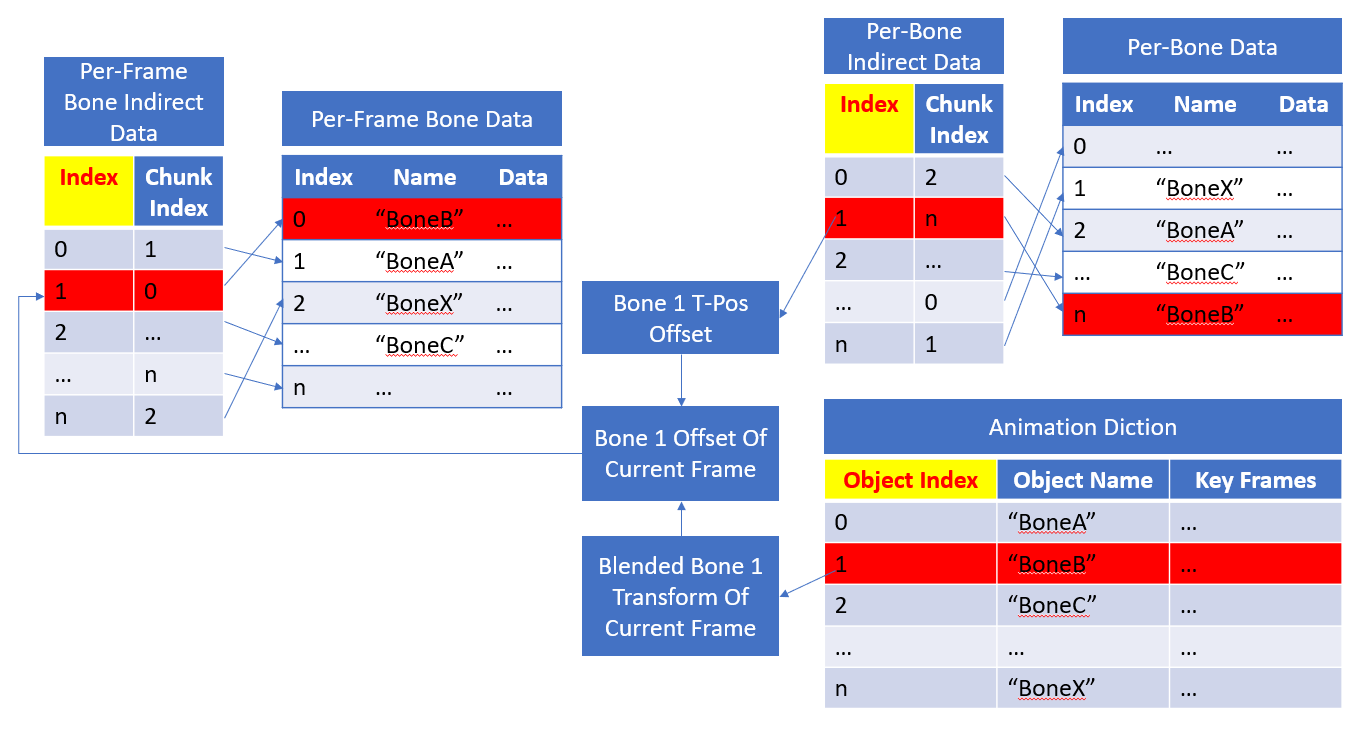 Per-Frame
Bone Indirect
Data
Index Chunk
Index
0 1
1 0
2 ...
... n
n 2
Per-Frame Bone Data
Index Name Data
0 “BoneB” ...
1 “BoneA” ...
2 “BoneX” ...
... “BoneC” ...
n ... ...
Bone 1 T-Pos
Offset
Bone 1 Offset Of
Current Frame
Blended Bone 1
Transform Of
Current Frame
Per-Bone
Indirect Data
Index Chunk
Index
0 2
1 n
2 ...
... 0
n 1
Per-Bone Data
Index Name Data
0 ... ...
1 “BoneX” ...
2 “BoneA” ...
... “BoneC” ...
n “BoneB” ...
Animation Diction
Object Index Object Name Key Frames
0 “BoneA” ...
1 “BoneB” ...
2 “BoneC” ...
... ... ...
n “BoneX” ...